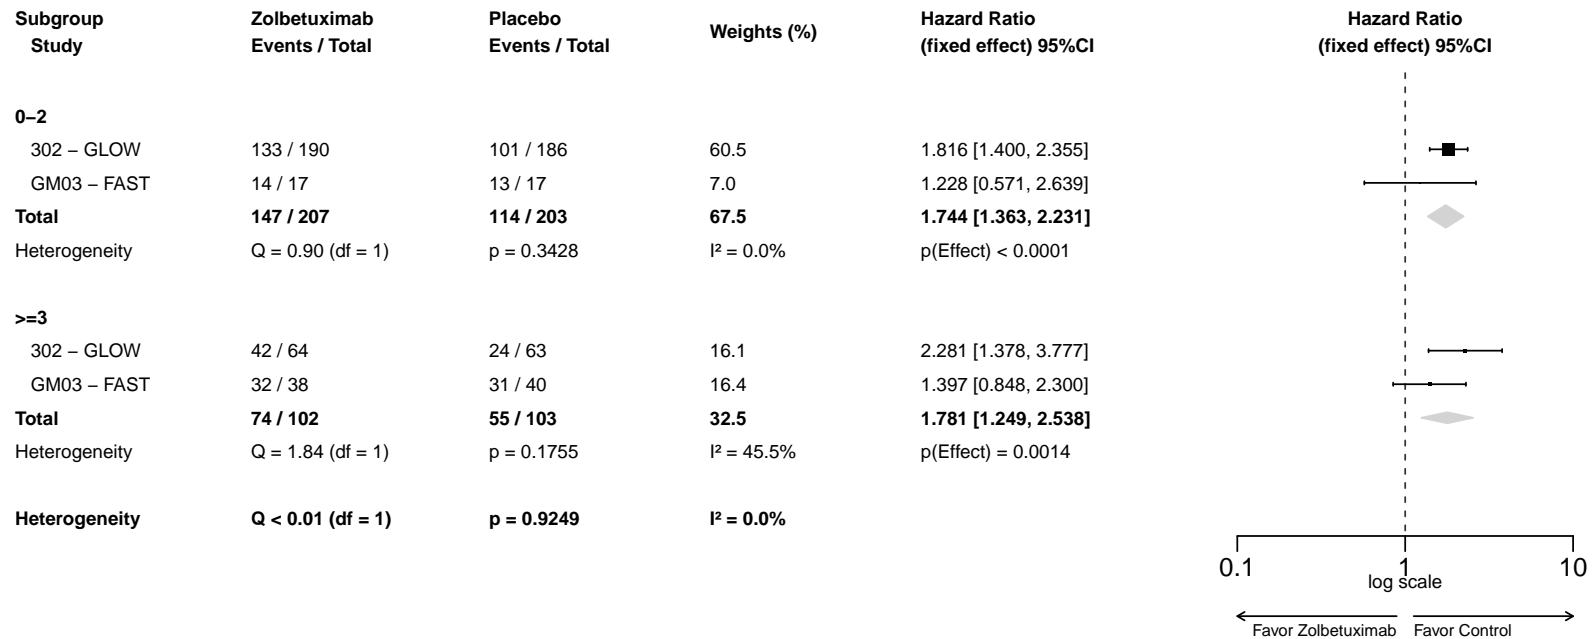 Subgroup Zolbetuximab Placebo Weights (%) Hazard Ratio Hazard Ratio
Study Events / Total Events / Total (fixed effect) 95%CI (fixed effect) 95%CI
0−2
302 − GLOW 133 / 190 101 / 186 60.5 1.816 [1.400, 2.355]
GM03 − FAST 14 / 17 13 / 17 7.0 1.228 [0.571, 2.639]
Total 147 / 207 114 / 203 67.5 1.744 [1.363, 2.231]
Heterogeneity Q = 0.90 (df = 1) p = 0.3428 I² = 0.0% p(Effect) < 0.0001
>=3
302 − GLOW 42 / 64 24 / 63 16.1 2.281 [1.378, 3.777]
GM03 − FAST 32 / 38 31 / 40 16.4 1.397 [0.848, 2.300]
Total 74 / 102 55 / 103 32.5 1.781 [1.249, 2.538]
Heterogeneity Q = 1.84 (df = 1) p = 0.1755 I² = 45.5% p(Effect) = 0.0014
Heterogeneity Q < 0.01 (df = 1) p = 0.9249 I² = 0.0%
0.1 1 10
log scale
Favor Zolbetuximab Favor Control